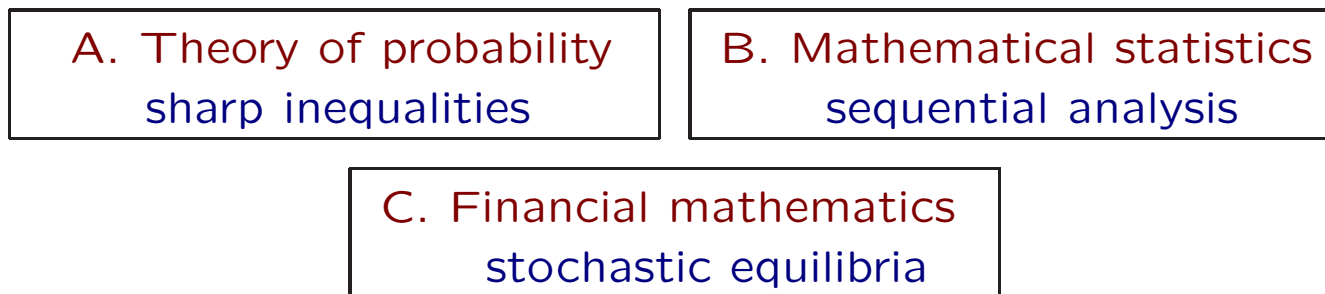 A. Theory of probability
sharp inequalities
B. Mathematical statistics
sequential analysis
C. Financial mathematics
stochastic equilibria